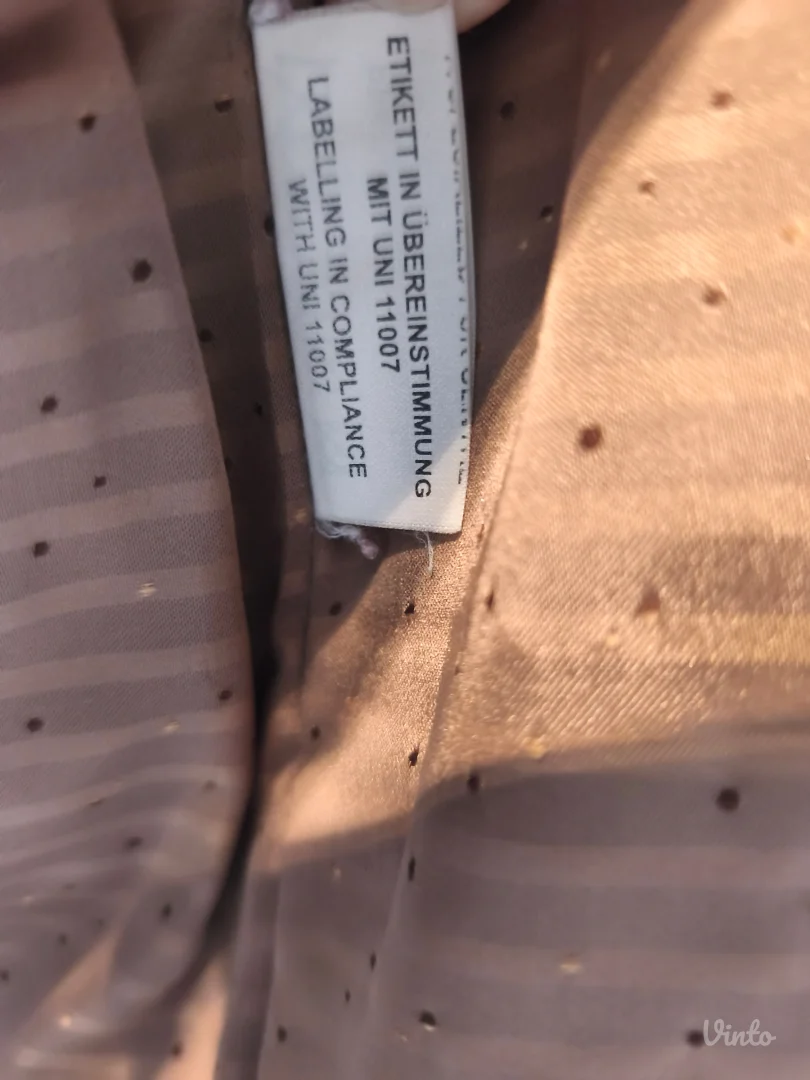 ETIKETT IN ÜBEREINSTIMMUNG
MIT UNI 11007
LABELLING IN COMPLIANCE
WITH UNI 11007
Vinto